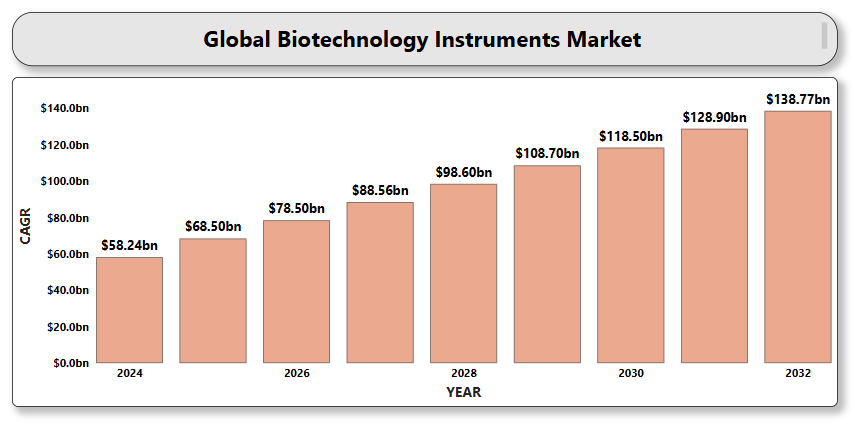 Global Biotechnology Instruments Market
$140.0bn
$120.0bn
$100.0bn
$80.0bn
$60.0bn
$40.0bn
$20.0bn
$0.0bn
CAGR
$58.24bn
$68.50bn
$78.50bn
$88.56bn
$98.60bn
$108.70bn
$118.50bn
$128.90bn
$138.77bn
2024
2026
2028
2030
2032
YEAR